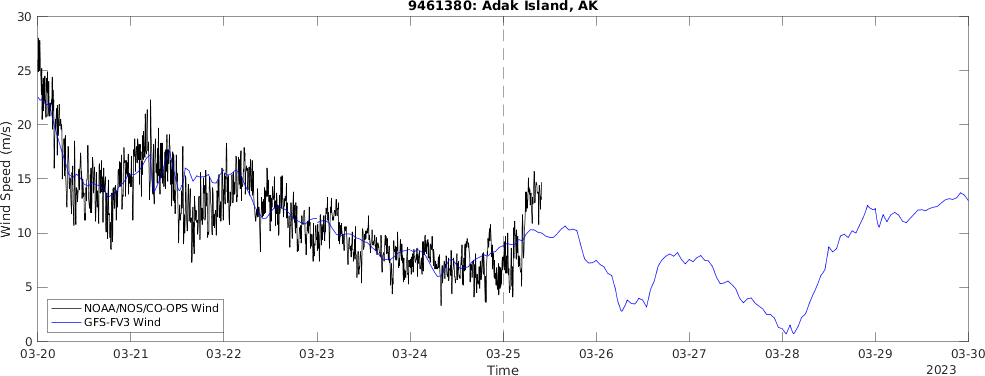 9461380: Adak Island, AK
30
25
20
15
10
5
0
Wind Speed (m/s)
NOAA/NOS/CO-OPS Wind
GFS-FV3 Wind
03-20 03-21 03-22 03-23 03-24 03-25 03-26 03-27 03-28 03-29 03-30
Time
2023